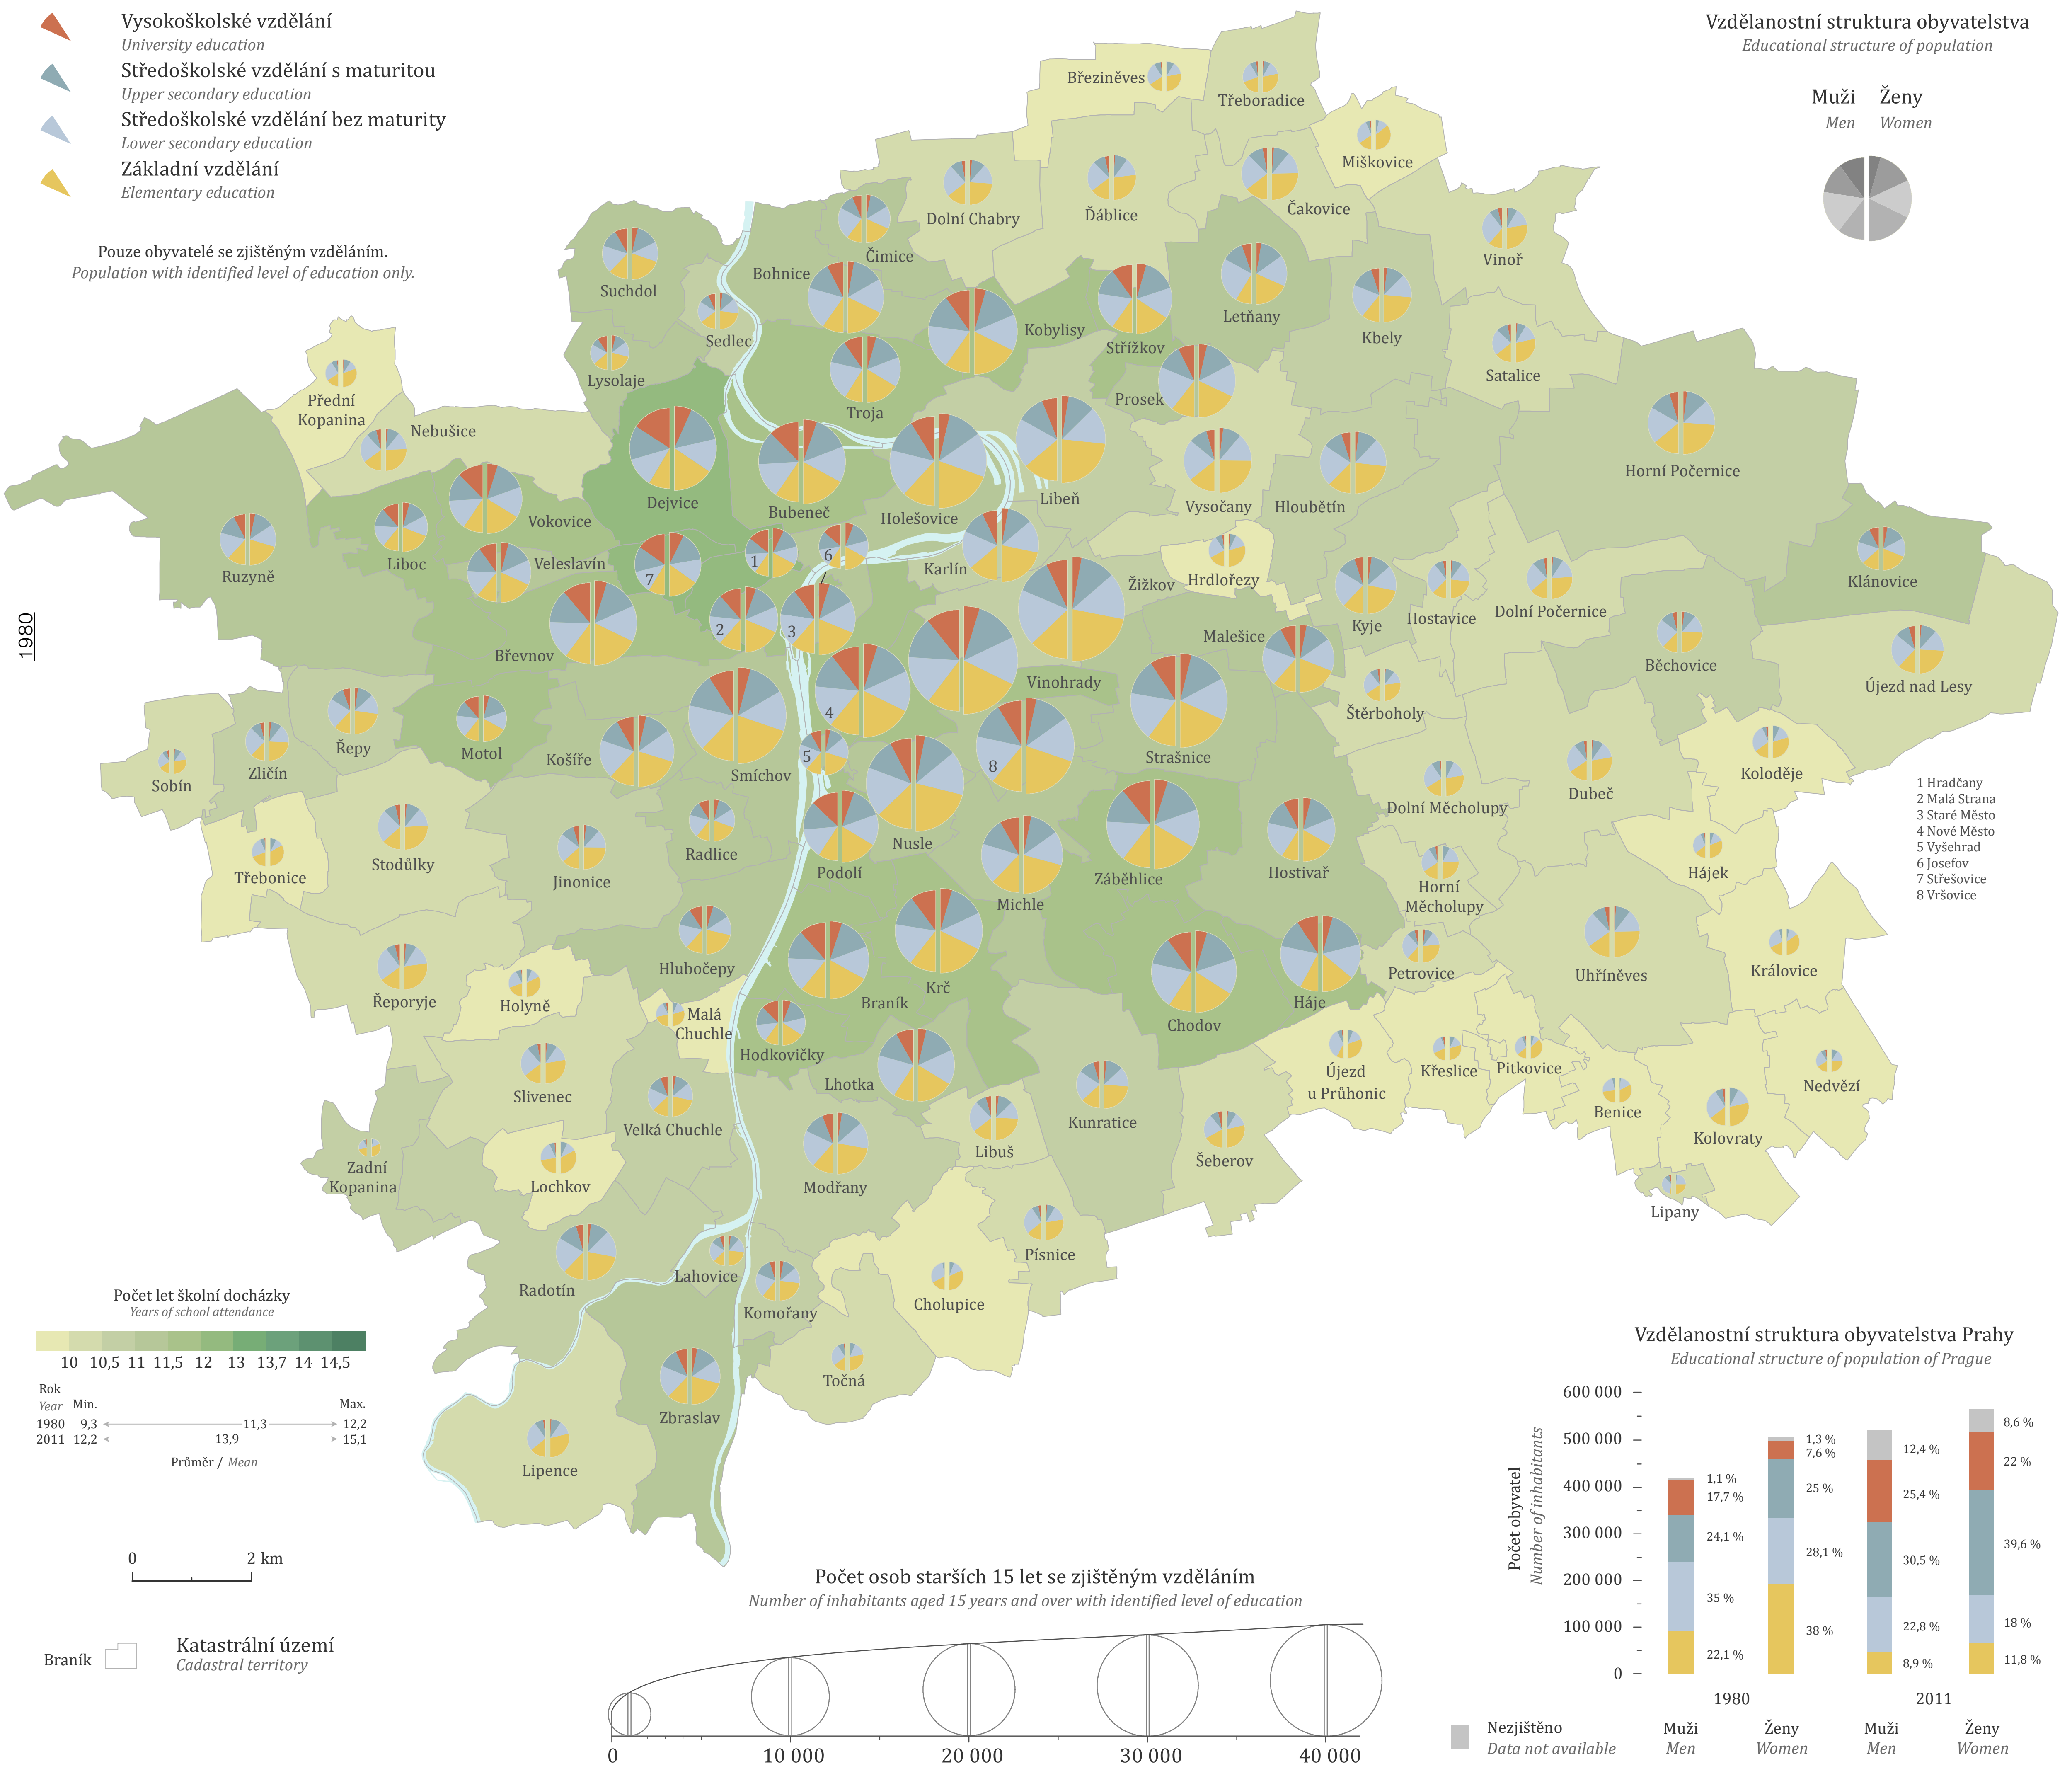 Vysokoškolské vzdělání
University education
Středoškolské vzdělání s maturitou
Upper secondary education
Středoškolské vzdělání bez maturity
Lower secondary education
Základní vzdělání
Elementary education
Pouze obyvatelé se zjištěným vzděláním.
Population with identified level of education only.
Vzdělanostní struktura obyvatelstva
Educational structure of population
Muži Ženy
Men Women
1980
Březiněves
Třeboradice
Miškovice
Dolní Chabry
Ďáblice
Čakovice
Vinoř
Čimice
Bohnice
Suchdol
Sedlec
Letňany
Kbely
Kobylisy
Střížkov
Satalice
Lysolaje
Přední
Kopanina
Nebušice
Troja
Prosek
Horní Počernice
Dejvice
Bubeneč
Holešovice
Libeň
Vysočany
Hloubětín
Vokovice
Liboc
Ruzyně
Veleslavín
7
1
6
Karlín
Žižkov
Hrdlořezy
Klánovice
Kyje
Hostavice
Dolní Počernice
Břevnov
2
3
Malešice
Běchovice
Újezd nad Lesy
Vinohrady
4
Štěrboholy
Řepy
Motol
Košíře
Smíchov
5
8
Strašnice
Sobín
Zličín
Koloděje
Dubeč
Dolní Měcholupy
Třebonice
Stodůlky
Jinonice
Radlice
Podolí
Nusle
Michle
Záběhlice
Hostivař
Horní
Měcholupy
Hájek
1 Hradčany
2 Malá Strana
3 Staré Město
4 Nové Město
5 Vyšehrad
6 Josefov
7 Střešovice
8 Vršovice
Hlubočepy
Řeporyje
Holyně
Malá
Chuchle
Braník
Krč
Chodov
Háje
Petrovice
Uhříněves
Královice
Hodkovičky
Lhotka
Kunratice
Újezd
u Průhonic
Křeslice
Pitkovice
Benice
Nedvězí
Kolovraty
Slivenec
Velká Chuchle
Libuš
Šeberov
Zadní
Kopanina
Lochkov
Modřany
Lipany
Písnice
Radotín
Lahovice
Komořany
Cholupice
Točná
Zbraslav
Lipence
Počet let školní docházky
Years of school attendance
10 10,5 11 11,5 12 13 13,7 14 14,5
Rok
Year Min. Max.
1980 9,3 11,3 12,2
2011 12,2 13,9 15,1
Průměr / Mean
0 2 km
Braník
Katastrální území
Cadastral territory
Počet osob starších 15 let se zjištěným vzděláním
Number of inhabitants aged 15 years and over with identified level of education
0 10 000 20 000 30 000 40 000
Vzdělanostní struktura obyvatelstva Prahy
Educational structure of population of Prague
Počet obyvatel
Number of inhabitants
600 000
500 000
400 000
300 000
200 000
100 000
0
1,1 %
17,7 %
24,1 %
35 %
22,1 %
1,3 %
7,6 %
25 %
28,1 %
38 %
12,4 %
25,4 %
30,5 %
22,8 %
8,9 %
8,6 %
22 %
39,6 %
18 %
11,8 %
1980 2011
Nezjištěno
Data not available
Muži Ženy Muži Ženy
Men Women Men Women